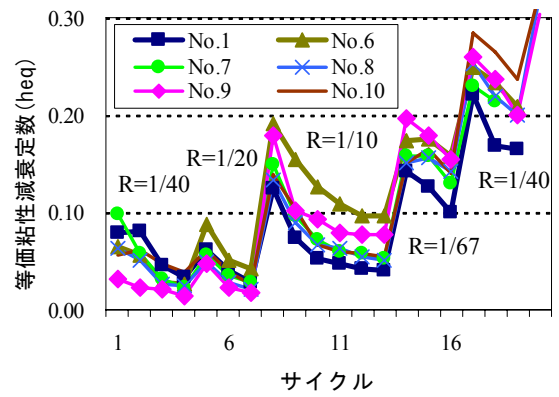 0.30
0.20
0.10
0.00
等価粘性減衰定数(heq)
No.1
No.6
No.7
No.8
No.9
No.10
R=1/40
R=1/20
R=1/10
R=1/67
R=1/40
1
6
11
16
サイクル